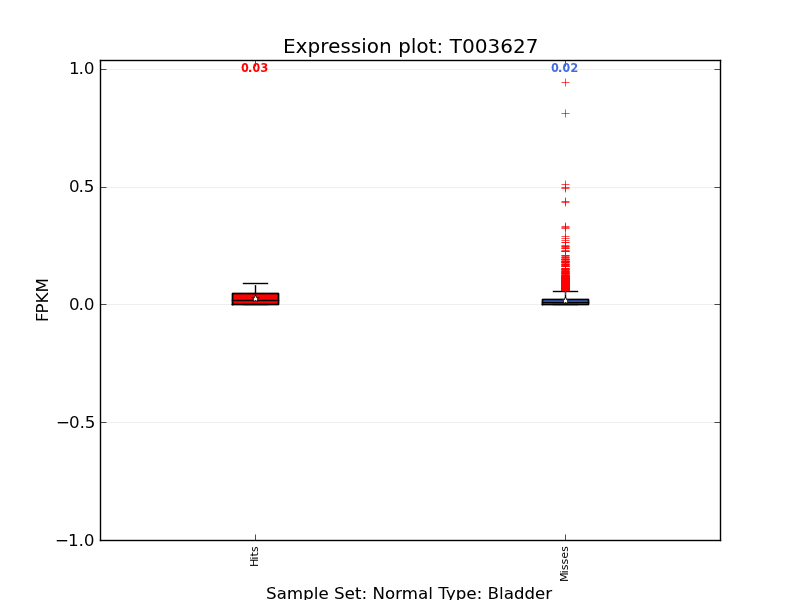 Expression plot: T003627
1.0
0.03
0.02
0.5
0.0
−0.5
−1.0
FPKM
Hits
Misses
Sample Set: Normal Type: Bladder